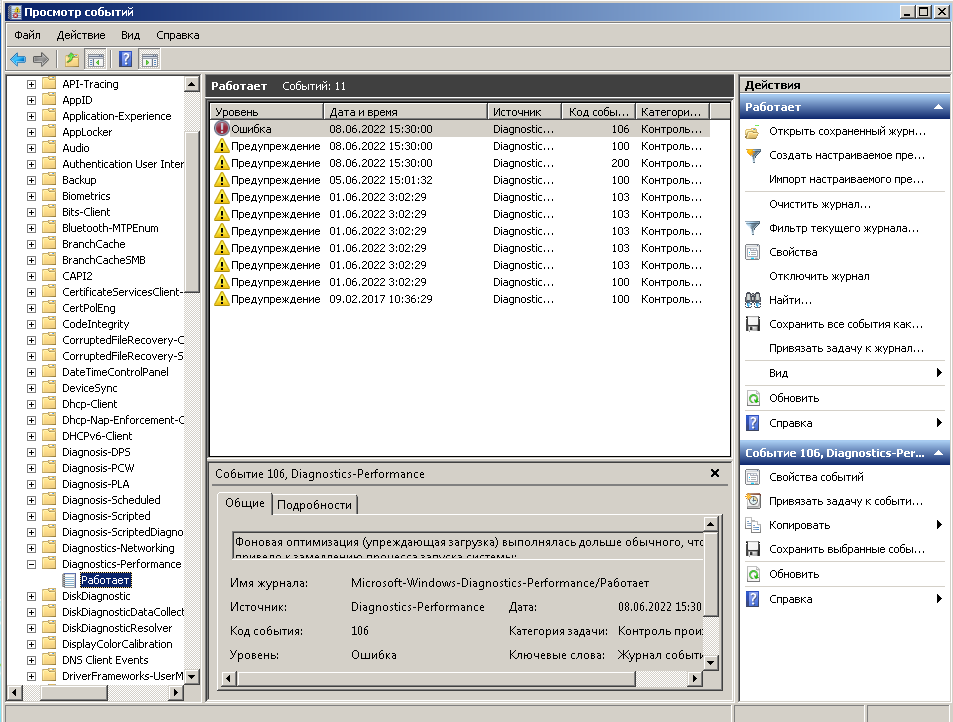 Просмотр событий
Файл Действие Вид Справка
API-Tracing
AppID
Application-Experience
AppLocker
Audio
Authentication User Inter
Backup
Biometrics
Bits-Client
Bluetooth-MTPEnum
BranchCache
BranchCacheSMB
CAPI2
CertificateServicesClient-
CertPolEng
CodeIntegrity
CorruptedFileRecovery-C
CorruptedFileRecovery-S
DateTimeControlPanel
DeviceSync
Dhcp-Client
Dhcp-Nap-Enforcement-C
DHCPv6-Client
Diagnosis-DPS
Diagnosis-PCW
Diagnosis-PLA
Diagnosis-Scheduled
Diagnosis-Scripted
Diagnosis-ScriptedDiagno
Diagnostics-Networking
Diagnostics-Performance
Работает
DiskDiagnostic
DiskDiagnosticDataCollect
DiskDiagnosticResolver
DisplayColorCalibration
DNS Client Events
DriverFrameworks-UserM
Работает Событий: 11
Уровень Дата и время Источник Код собы... Категори...
Ошибка 08.06.2022 15:30:00 Diagnostic... 106 Контроль...
Предупреждение 08.06.2022 15:30:00 Diagnostic... 100 Контроль...
Предупреждение 08.06.2022 15:30:00 Diagnostic... 200 Контроль...
Предупреждение 05.06.2022 15:01:32 Diagnostic... 100 Контроль...
Предупреждение 01.06.2022 3:02:29 Diagnostic... 103 Контроль...
Предупреждение 01.06.2022 3:02:29 Diagnostic... 103 Контроль...
Предупреждение 01.06.2022 3:02:29 Diagnostic... 103 Контроль...
Предупреждение 01.06.2022 3:02:29 Diagnostic... 103 Контроль...
Предупреждение 01.06.2022 3:02:29 Diagnostic... 103 Контроль...
Предупреждение 01.06.2022 3:02:29 Diagnostic... 100 Контроль...
Предупреждение 09.02.2017 10:36:29 Diagnostic... 100 Контроль...
Событие 106, Diagnostics-Performance
Общие Подробности
Фоновая оптимизация (упреждающая загрузка) выполнялась дольше обычного, что
привело к замедлению процесса запуска системы:
Имя журнала: Microsoft-Windows-Diagnostics-Performance/Работает
Источник: Diagnostics-Performance Дата: 08.06.2022 15:30
Код события: 106 Категория задачи: Контроль прои
Уровень: Ошибка Ключевые слова: Журнал событи
Действия
Работает
Открыть сохраненный журн...
Создать настраиваемое пре...
Импорт настраиваемого пре...
Очистить журнал...
Фильтр текущего журнала...
Свойства
Отключить журнал
Найти...
Сохранить все события как...
Привязать задачу к журнал...
Вид
Обновить
Справка
Событие 106, Diagnostics-Per...
Свойства событий
Привязать задачу к событи...
Копировать
Сохранить выбранные собы...
Обновить
Справка